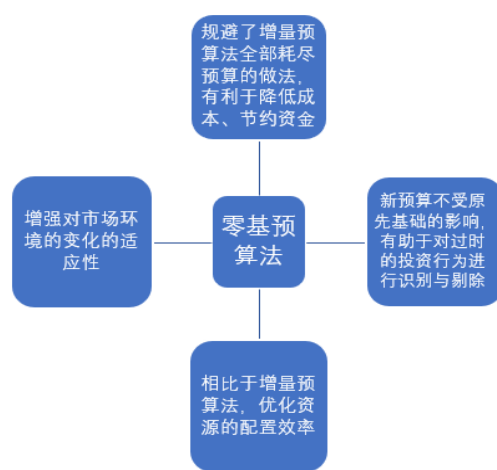 规避了增量预
算法全部耗尽
预算的做法，
有利于降低成
本、节约资金
增强对市场环
境的变化的适
应性
零基预
算法
新预算不受原
先基础的影响，
有助于对过时
的投资行为进
行识别与剔除
相比于增量预
算法，优化资
源的配置效率